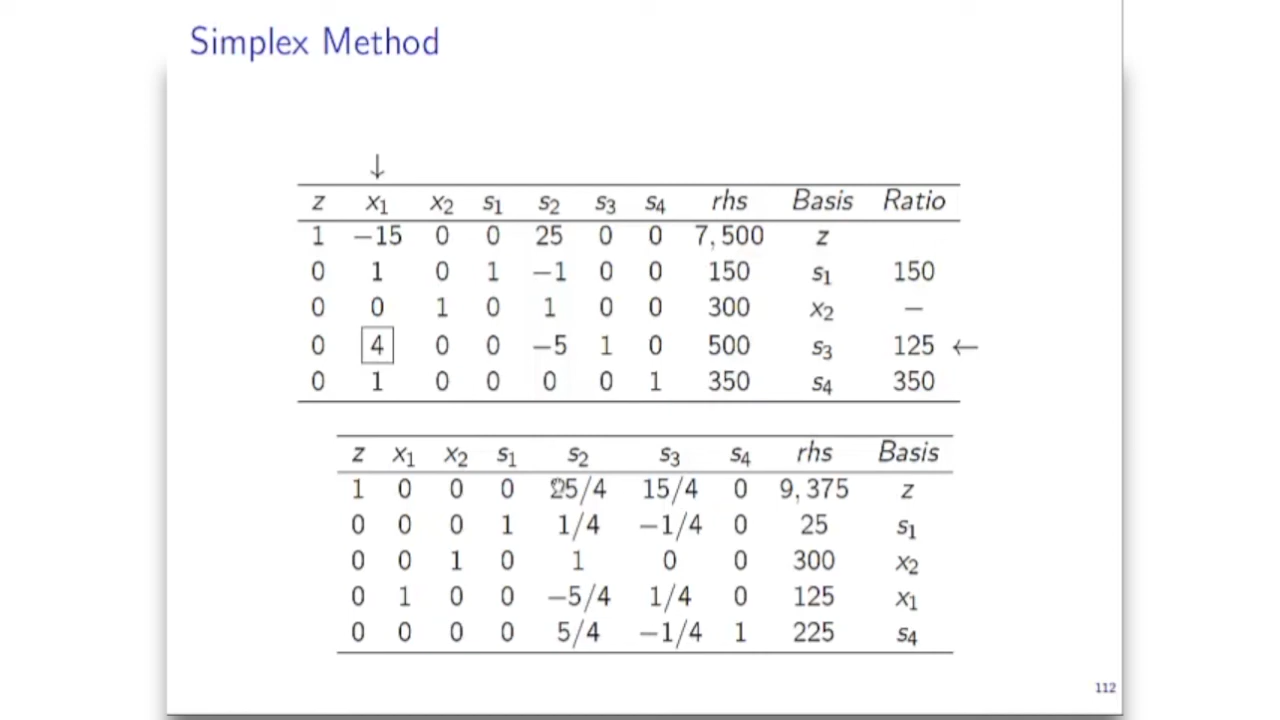 Simplex Method
↓
z x₁ x₂ s₁ s₂ s₃ s₄ rhs Basis Ratio
1 −15 0 0 25 0 0 7,500 z
0 1 0 1 −1 0 0 150 s₁ 150
0 0 1 0 1 0 0 300 x₂ −
0 4 0 0 −5 1 0 500 s₃ 125 ←
0 1 0 0 0 0 1 350 s₄ 350
z x₁ x₂ s₁ s₂ s₃ s₄ rhs Basis
1 0 0 0 25/4 15/4 0 9,375 z
0 0 0 1 1/4 −1/4 0 25 s₁
0 0 1 0 1 0 0 300 x₂
0 1 0 0 −5/4 1/4 0 125 x₁
0 0 0 0 5/4 −1/4 1 225 s₄
112